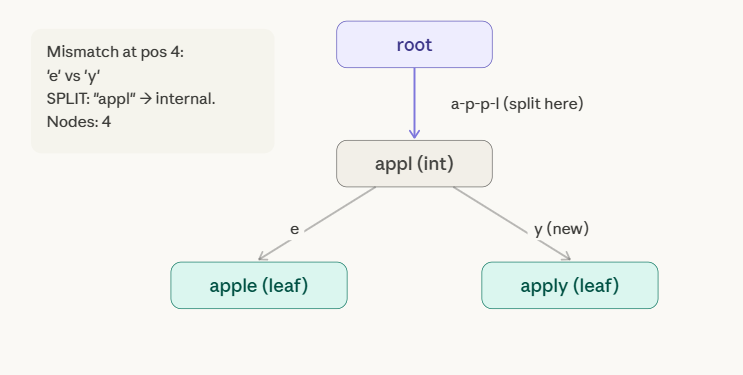 Mismatch at pos 4:
'e' vs 'y'
SPLIT: "appl" → internal.
Nodes: 4
root
a-p-p-l (split here)
appl (int)
e
y (new)
apple (leaf)
apply (leaf)